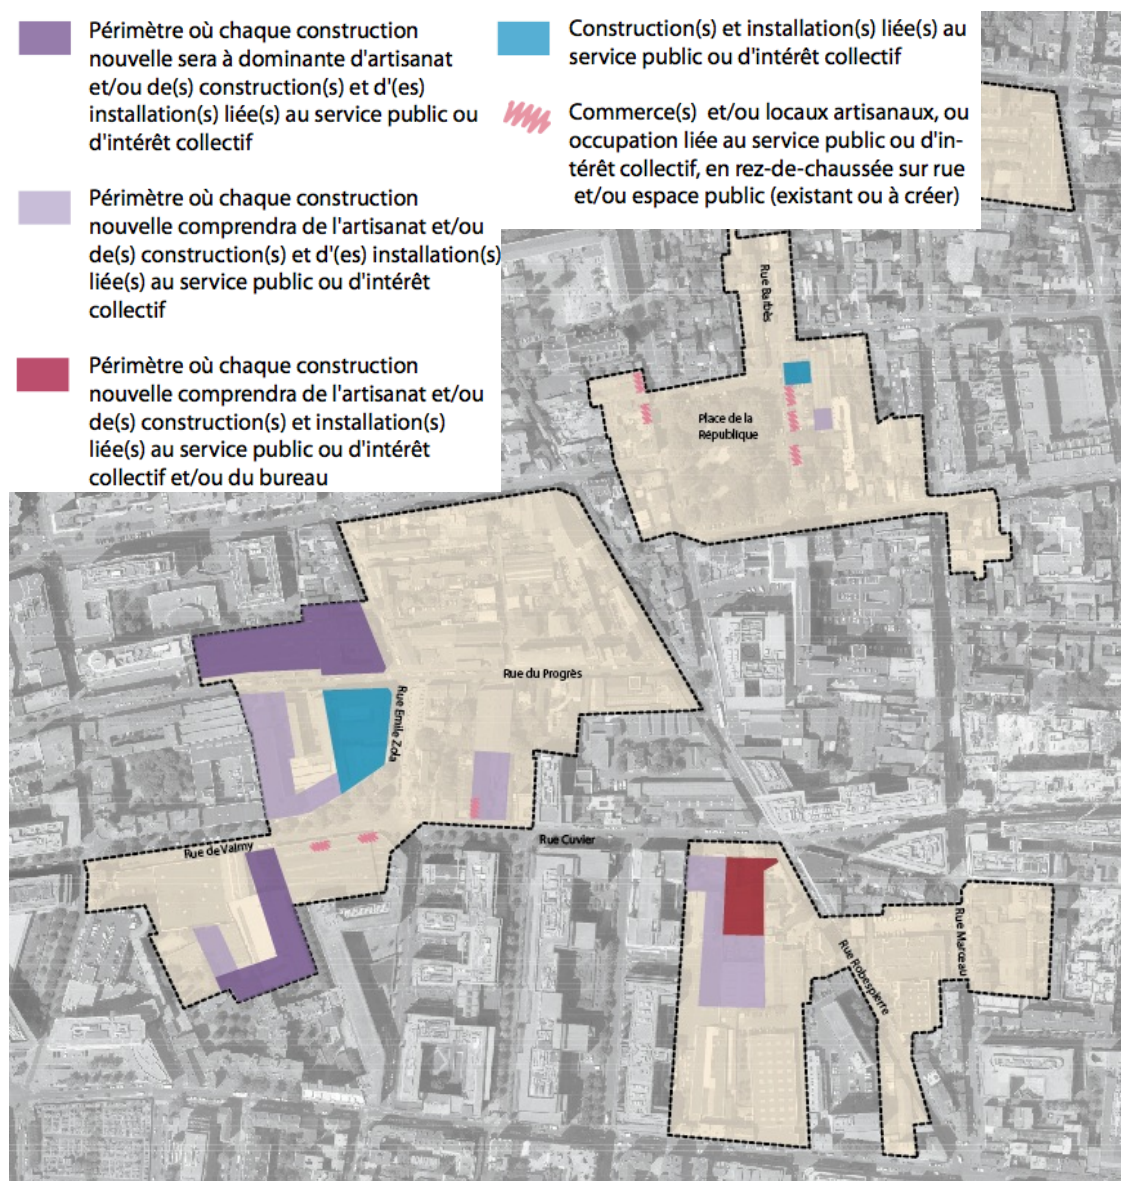 Périmètre où chaque construction
nouvelle sera à dominante d'artisanat
et/ou de(s) construction(s) et d'(es)
installation(s) liée(s) au service public ou
d'intérêt collectif
Périmètre où chaque construction
nouvelle comprendra de l'artisanat et/ou
de(s) construction(s) et d'(es) installation(s)
liée(s) au service public ou d'intérêt
collectif
Périmètre où chaque construction
nouvelle comprendra de l'artisanat et/ou
de(s) construction(s) et installation(s)
liée(s) au service public ou d'intérêt
collectif et/ou du bureau
Construction(s) et installation(s) liée(s) au
service public ou d'intérêt collectif
Commerce(s) et/ou locaux artisanaux, ou
occupation liée au service public ou d'in-
térêt collectif, en rez-de-chaussée sur rue
et/ou espace public (existant ou à créer)
Rue Barbès
Place de la
République
Rue du Progrès
Rue Emile Zola
Rue de Valmy
Rue Cuvier
Rue Robespierre
Rue Marceau